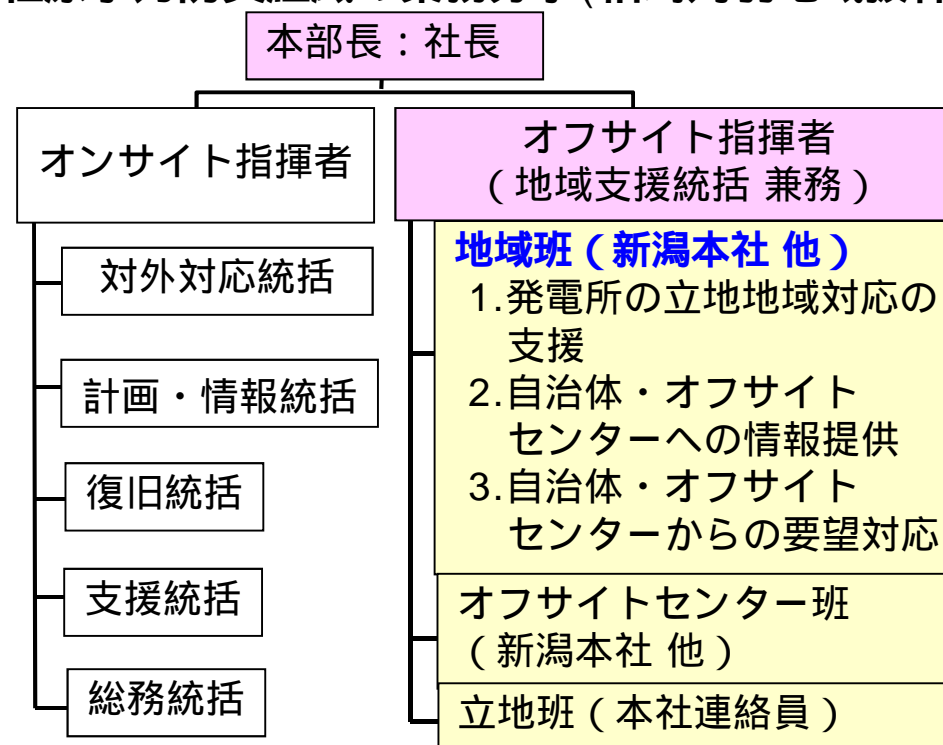 本部長：社長
オンサイト指揮者
対外対応統括
計画・情報統括
復旧統括
支援統括
総務統括
オフサイト指揮者
（地域支援統括 兼務）
地域班（新潟本社 他）
1.発電所の立地地域対応の
支援
2.自治体・オフサイト
センターへの情報提供
3.自治体・オフサイト
センターからの要望対応
オフサイトセンター班
（新潟本社 他）
立地班（本社連絡員）